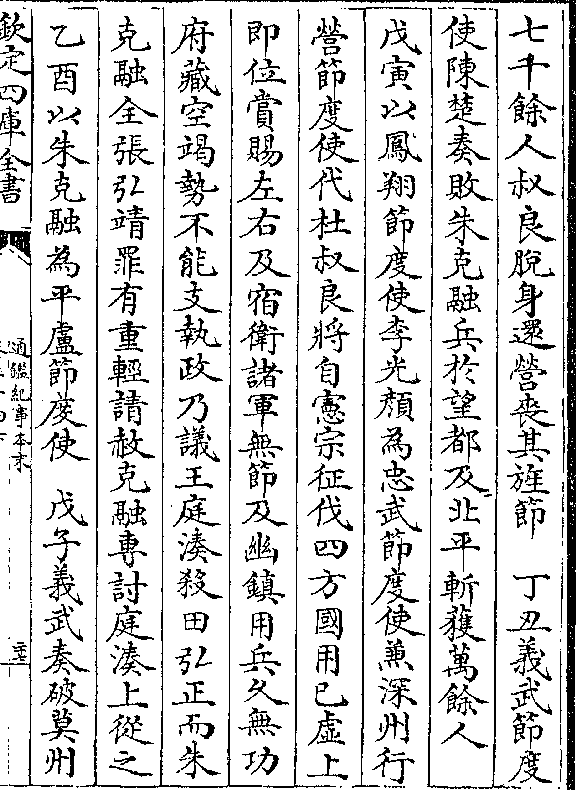 七千餘人叔良脫身還營喪其旌節　丁丑義武節度
使陳楚奏敗朱克融兵於望都及北平斬獲萬餘人
戊寅以鳳翔節度使李光顔為忠武節度使兼深州行
營節度使代杜叔良將自憲宗征伐四方國用已虛上
即位賞賜左右及宿衛諸軍無節及幽鎮用兵久無功
府藏空竭勢不能支執政乃議王庭湊殺田弘正而朱
克融全張弘靖罪有重輕請赦克融專討庭湊上從之
乙酉以朱克融為平盧節度使　戊子義武奏破莫州
欽定四庫全書
通鑑紀事本末